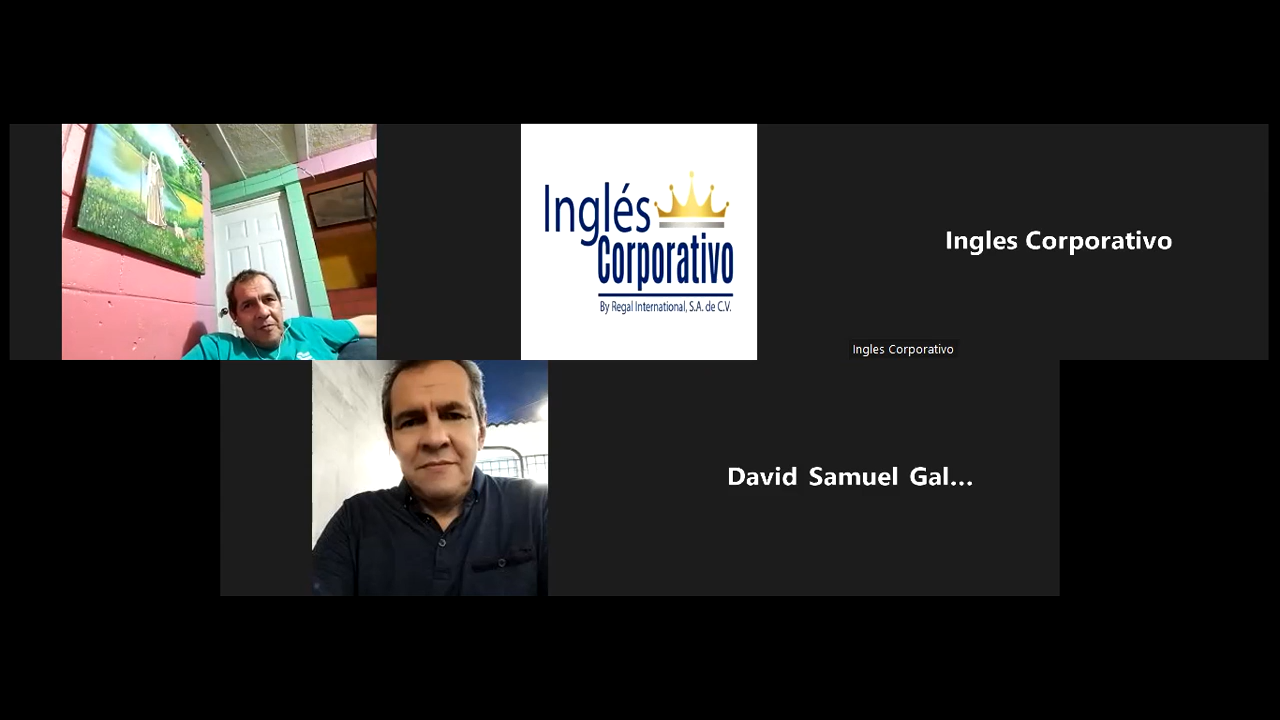 Inglés
Corporativo
By Regal International, S.A. de C.V.
Ingles Corporativo
Ingles Corporativo
David Samuel Gal...